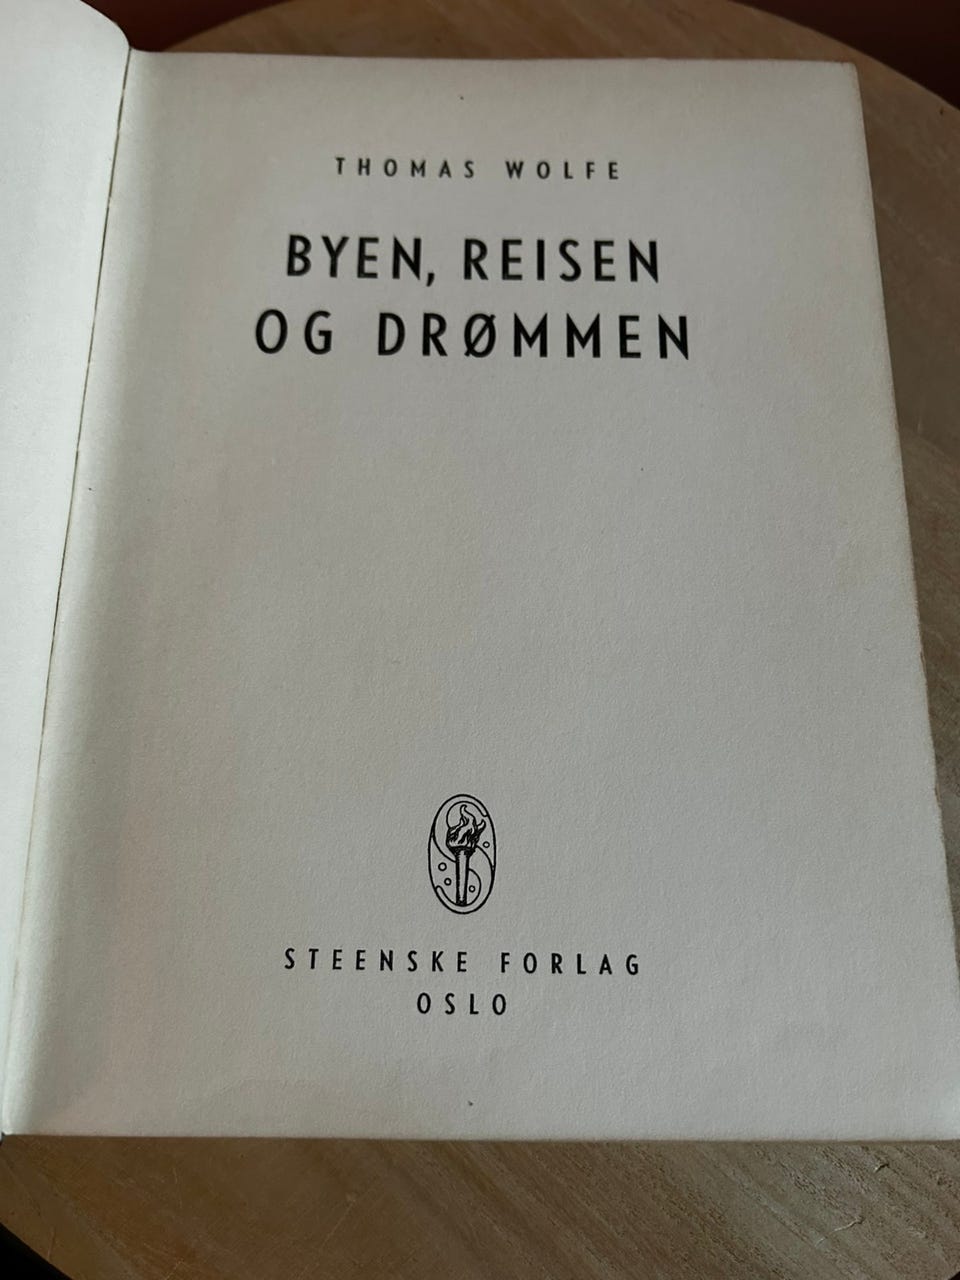 THOMAS WOLFE
BYEN, REISEN
OG DRØMMEN
STEENSKE FORLAG
OSLO